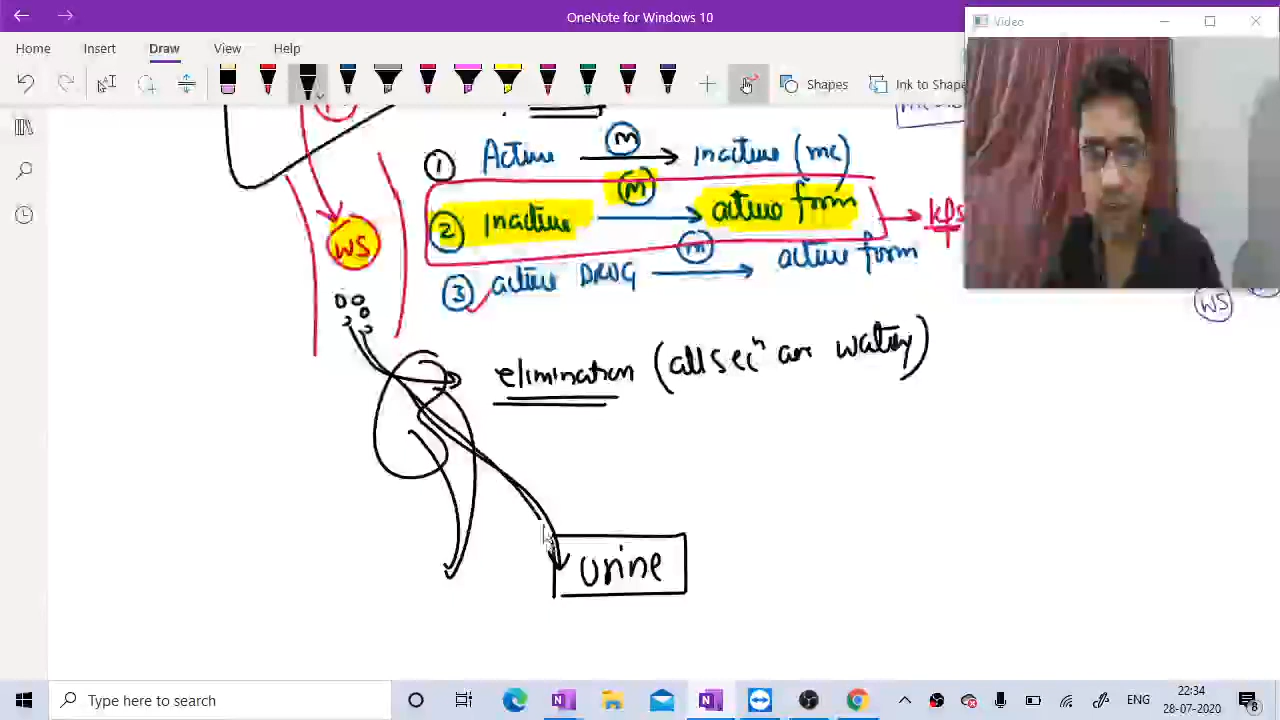 OneNote for Windows 10
Video
Home Insert Draw View Help
Shapes Ink to Shape
① Active m → inactive (mc)
② Inactive m → active form →
③ active DRUG m → active form
WS
WS
elimination (all secⁿ are watery)
urine
Type here to search
ENG 22:34 28-07-2020 8